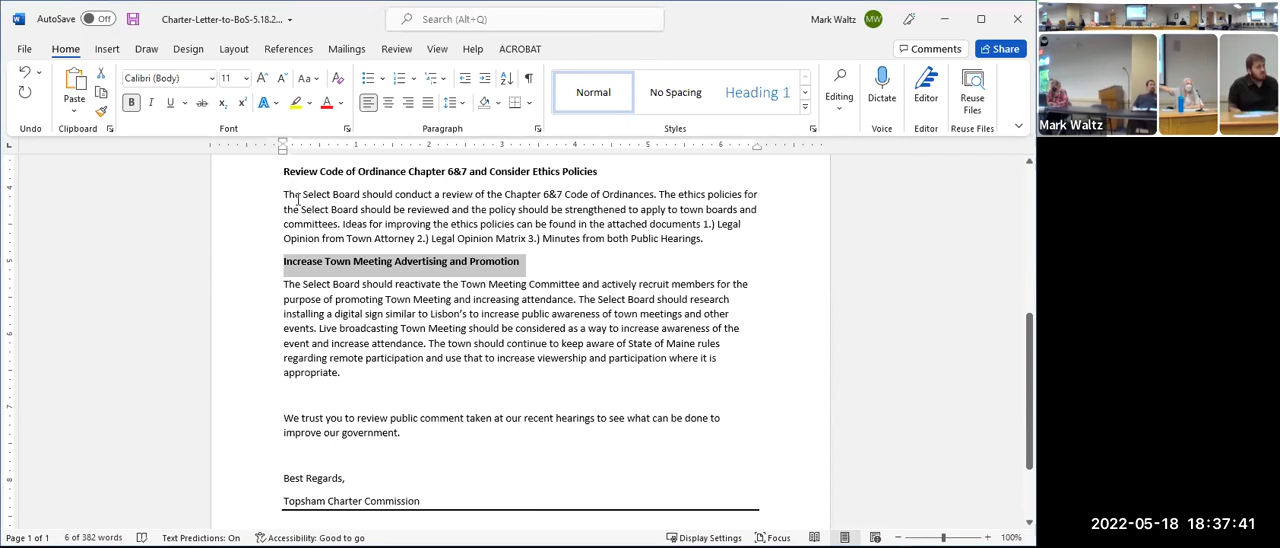 AutoSave Off Charter-Letter-to-BoS-5.18.2... Search (Alt+Q) Mark Waltz MW
File Home Insert Draw Design Layout References Mailings Review View Help ACROBAT Comments Share
Calibri (Body) 11 Aa
Paste B I U Normal No Spacing Heading 1 Editing Dictate Editor Reuse Files
Undo Clipboard Font Paragraph Styles Voice Editor Reuse Files
Mark Waltz
1 2 3 4 5 6
Review Code of Ordinance Chapter 6&7 and Consider Ethics Policies
The Select Board should conduct a review of the Chapter 6&7 Code of Ordinances. The ethics policies for
the Select Board should be reviewed and the policy should be strengthened to apply to town boards and
committees. Ideas for improving the ethics policies can be found in the attached documents 1.) Legal
Opinion from Town Attorney 2.) Legal Opinion Matrix 3.) Minutes from both Public Hearings.
Increase Town Meeting Advertising and Promotion
The Select Board should reactivate the Town Meeting Committee and actively recruit members for the
purpose of promoting Town Meeting and increasing attendance. The Select Board should research
installing a digital sign similar to Lisbon's to increase public awareness of town meetings and other
events. Live broadcasting Town Meeting should be considered as a way to increase awareness of the
event and increase attendance. The town should continue to keep aware of State of Maine rules
regarding remote participation and use that to increase viewership and participation where it is
appropriate.
We trust you to review public comment taken at our recent hearings to see what can be done to
improve our government.
Best Regards,
Topsham Charter Commission
2022-05-18 18:37:41
Page 1 of 1 6 of 382 words Text Predictions: On Accessibility: Good to go Display Settings Focus 100%